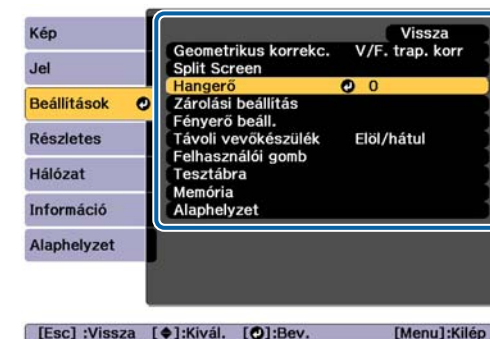 Kép
Jel
Beállítások
Részletes
Hálózat
Információ
Alaphelyzet
Vissza
Geometrikus korrekc. V/F. trap. korr
Split Screen
Hangerő 0
Zárolási beállítás
Fényerő beáll.
Távoli vevőkészülék Elöl/hátul
Felhasználói gomb
Tesztábra
Memória
Alaphelyzet
[Esc] :Vissza [◆]:Kivál. [⏎]:Bev. [Menu]:Kilép